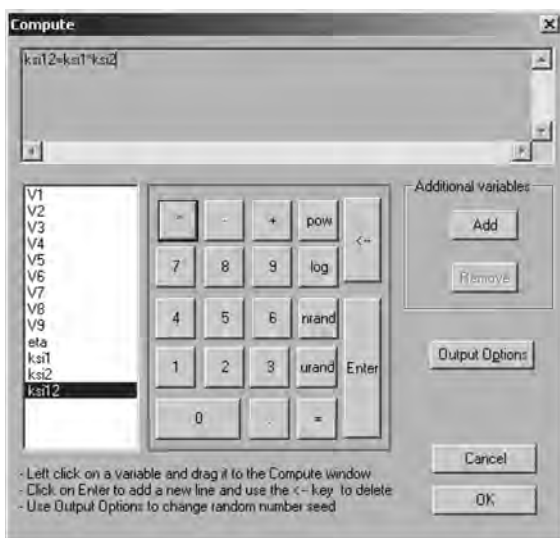 Compute
ksi12=ksi1*ksi2
V1
V2
V3
V4
V5
V6
V7
V8
V9
eta
ksi1
ksi2
ksi12
* - + pow <--
7 8 9 log
4 5 6 nrand
1 2 3 urand Enter
0 . =
Additional variables
Add
Remove
Output Options
Cancel
OK
- Left click on a variable and drag it to the Compute window
- Click on Enter to add a new line and use the <-- key to delete
- Use Output Options to change random number seed